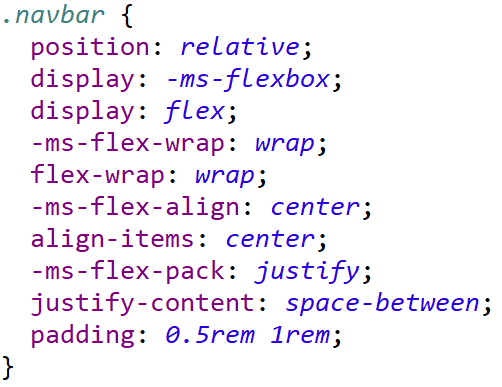 .navbar {
  position: relative;
  display: -ms-flexbox;
  display: flex;
  -ms-flex-wrap: wrap;
  flex-wrap: wrap;
  -ms-flex-align: center;
  align-items: center;
  -ms-flex-pack: justify;
  justify-content: space-between;
  padding: 0.5rem 1rem;
}